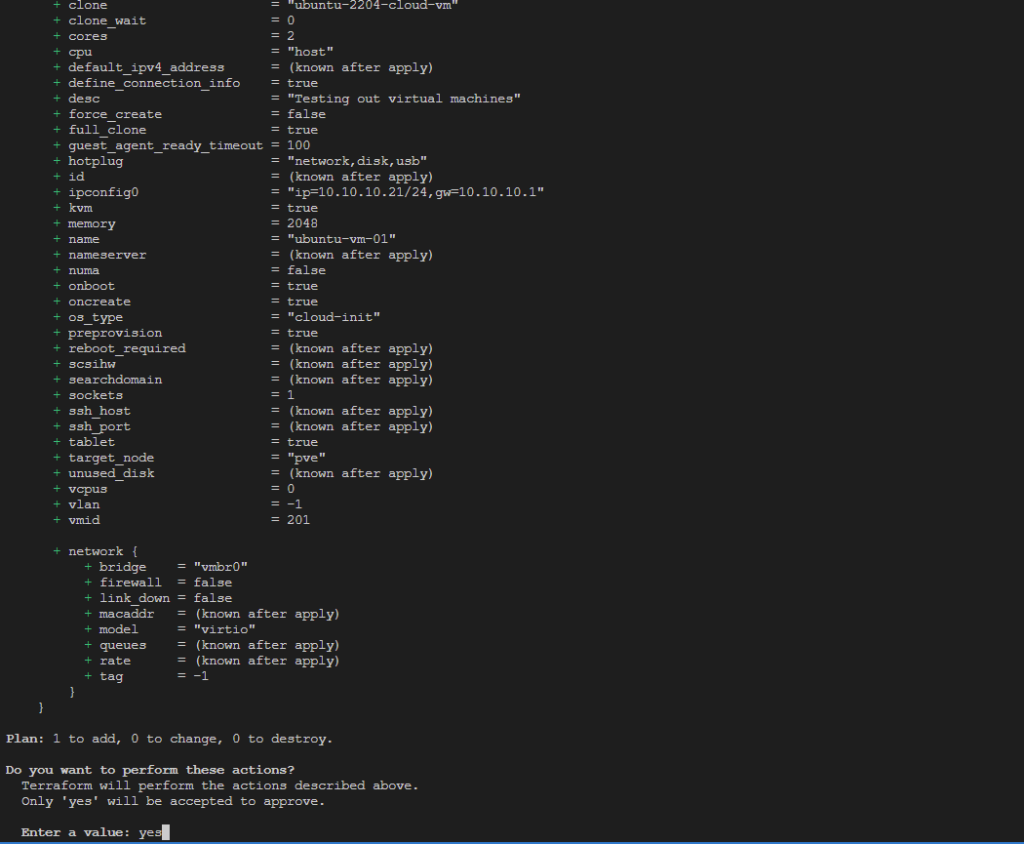 + clone                     = "ubuntu-2204-cloud-vm"
+ clone_wait                = 0
+ cores                     = 2
+ cpu                       = "host"
+ default_ipv4_address      = (known after apply)
+ define_connection_info    = true
+ desc                      = "Testing out virtual machines"
+ force_create              = false
+ full_clone                = true
+ guest_agent_ready_timeout = 100
+ hotplug                   = "network,disk,usb"
+ id                        = (known after apply)
+ ipconfig0                 = "ip=10.10.10.21/24,gw=10.10.10.1"
+ kvm                       = true
+ memory                    = 2048
+ name                      = "ubuntu-vm-01"
+ nameserver                = (known after apply)
+ numa                      = false
+ onboot                    = true
+ oncreate                  = true
+ os_type                   = "cloud-init"
+ preprovision              = true
+ reboot_required           = (known after apply)
+ scsihw                    = (known after apply)
+ searchdomain              = (known after apply)
+ sockets                   = 1
+ ssh_host                  = (known after apply)
+ ssh_port                  = (known after apply)
+ tablet                    = true
+ target_node               = "pve"
+ unused_disk               = (known after apply)
+ vcpus                     = 0
+ vlan                      = -1
+ vmid                      = 201
+ network {
+ bridge    = "vmbr0"
+ firewall  = false
+ link_down = false
+ macaddr   = (known after apply)
+ model     = "virtio"
+ queues    = (known after apply)
+ rate      = (known after apply)
+ tag       = -1
}
}
Plan: 1 to add, 0 to change, 0 to destroy.
Do you want to perform these actions?
Terraform will perform the actions described above.
Only 'yes' will be accepted to approve.
Enter a value: yes